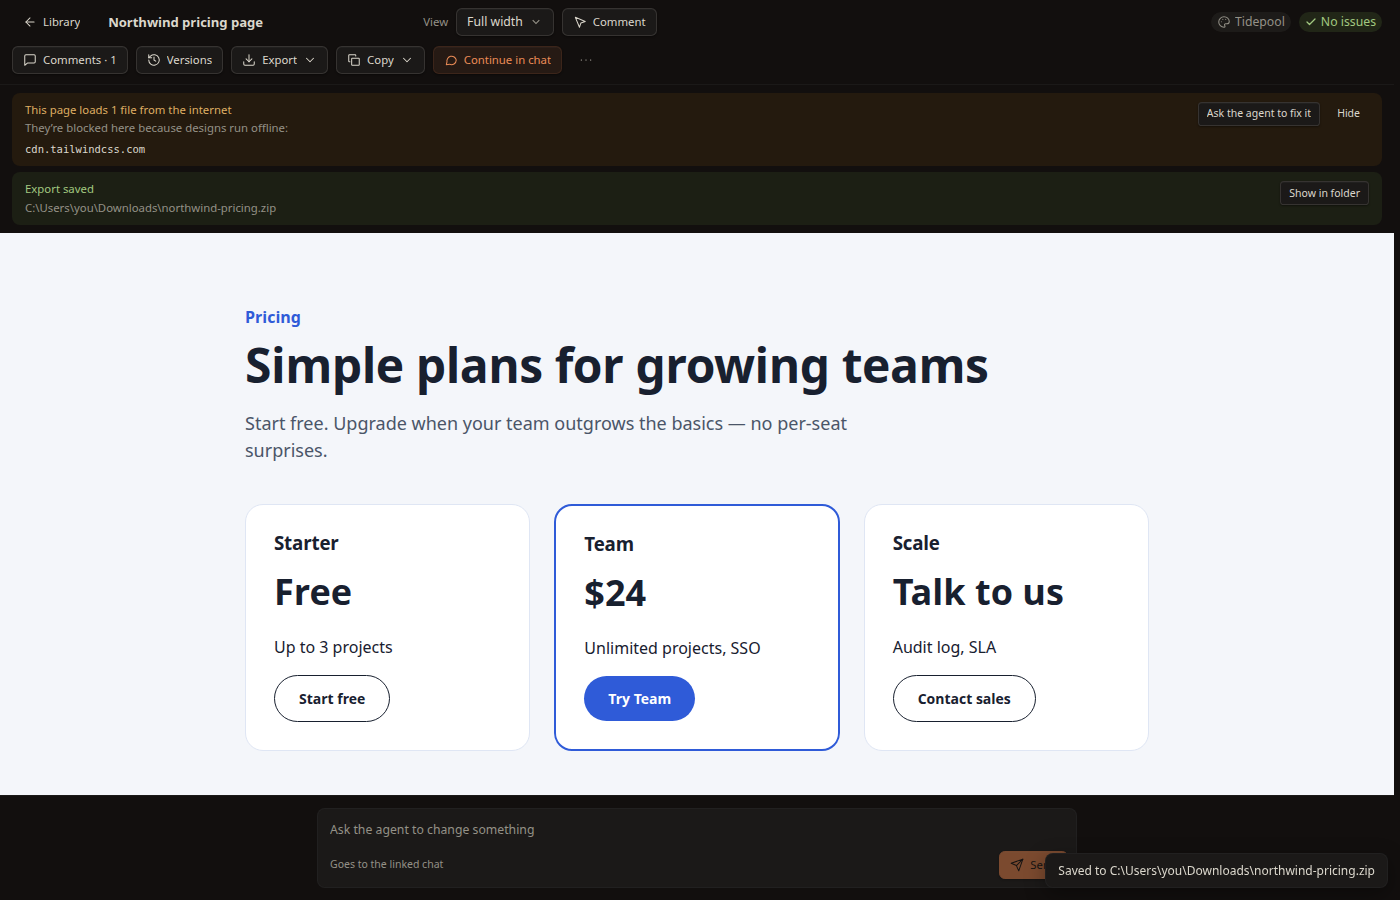 Library
Northwind pricing page
View
Full width
Comment
Tidepool
No issues
Comments · 1
Versions
Export
Copy
Continue in chat
···
This page loads 1 file from the internet
They're blocked here because designs run offline:
cdn.tailwindcss.com
Ask the agent to fix it
Hide
Export saved
C:\Users\you\Downloads\northwind-pricing.zip
Show in folder
Pricing
Simple plans for growing teams
Start free. Upgrade when your team outgrows the basics — no per-seat
surprises.
Starter
Free
Up to 3 projects
Start free
Team
$24
Unlimited projects, SSO
Try Team
Scale
Talk to us
Audit log, SLA
Contact sales
Ask the agent to change something
Goes to the linked chat
Saved to C:\Users\you\Downloads\northwind-pricing.zip